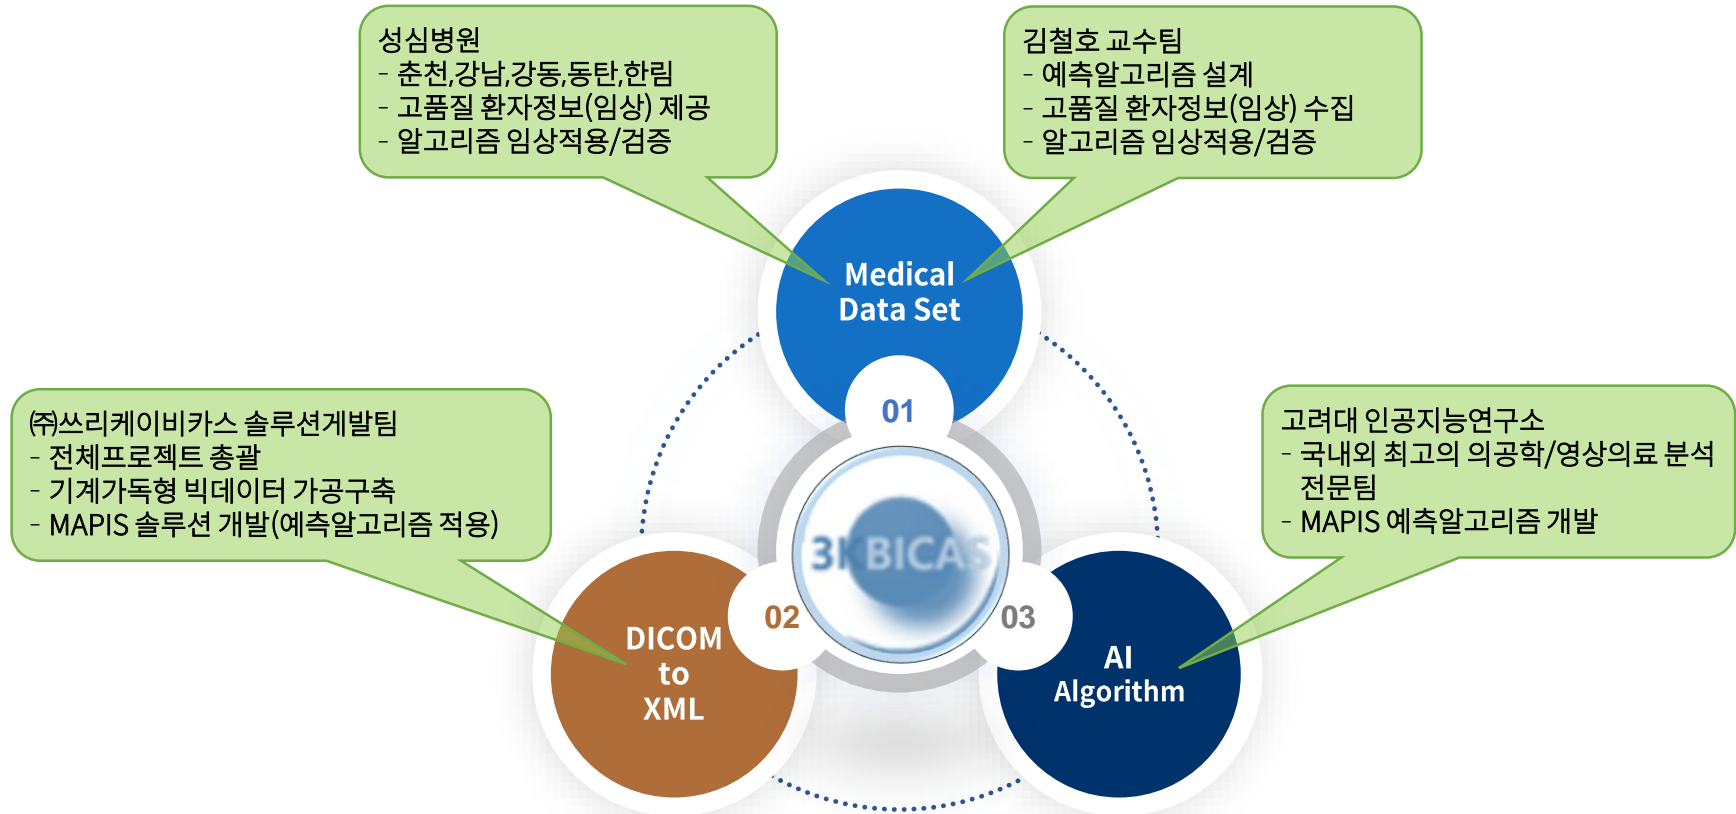 성심병원
- 춘천,강남,강동,동탄,한림
- 고품질 환자정보(임상) 제공
- 알고리즘 임상적용/검증
김철호 교수팀
- 예측알고리즘 설계
- 고품질 환자정보(임상) 수집
- 알고리즘 임상적용/검증
Medical
Data Set
01
㈜쓰리케이비카스 솔루션게발팀
- 전체프로젝트 총괄
- 기계가독형 빅데이터 가공구축
- MAPIS 솔루션 개발(예측알고리즘 적용)
고려대 인공지능연구소
- 국내외 최고의 의공학/영상의료 분석
전문팀
- MAPIS 예측알고리즘 개발
3KBICAS
02
03
DICOM
to
XML
AI
Algorithm